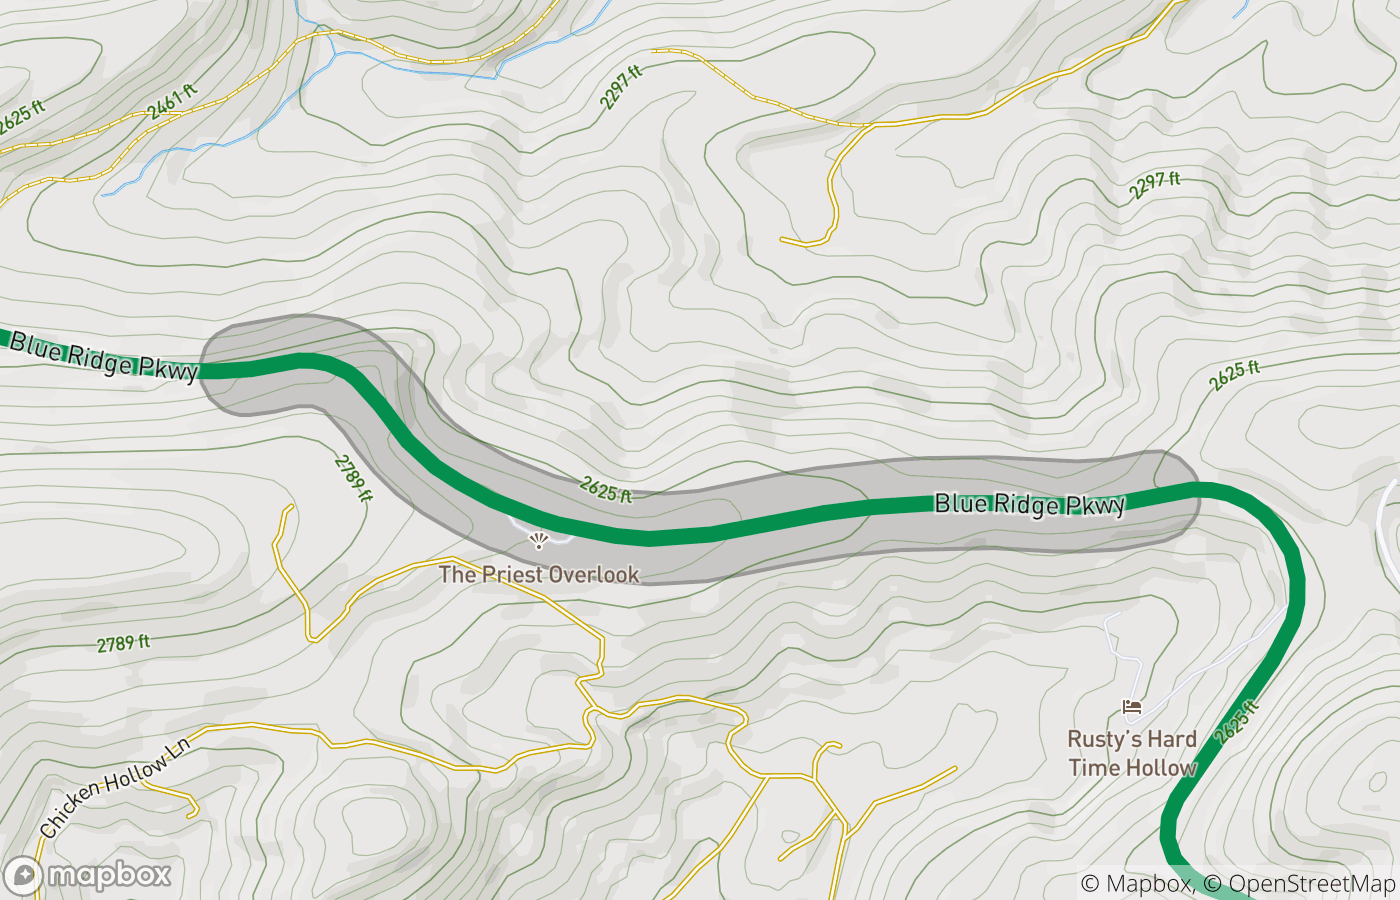 2297 ft
2461 ft
2625 ft
2297 ft
Blue Ridge Pkwy
2625 ft
2789 ft
2625 ft
Blue Ridge Pkwy
The Priest Overlook
2789 ft
2625 ft
Rusty's Hard
Time Hollow
Chicken Hollow Ln
mapbox
© Mapbox, © OpenStreetMap